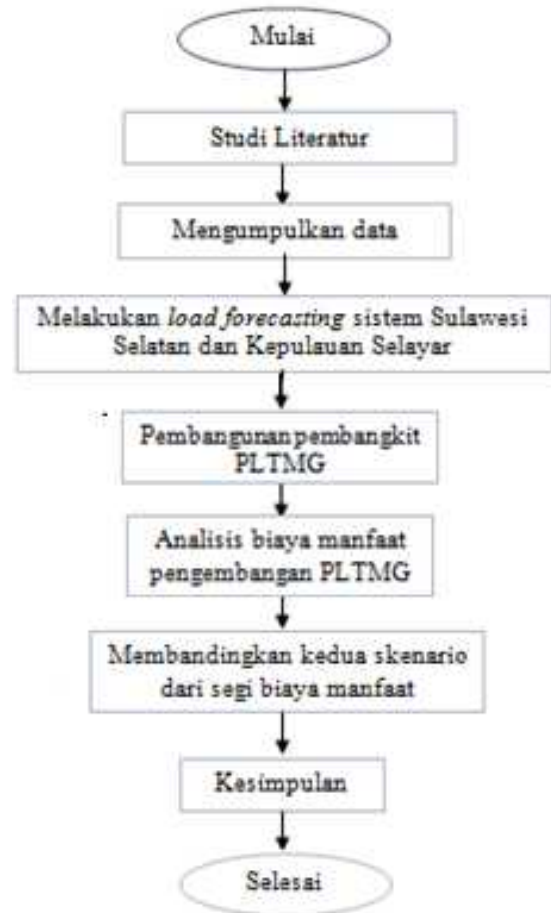 Mulai
Studi Literatur
Mengumpulkan data
Melakukan load forecasting sistem Sulawesi
Selatan dan Kepulauan Selayar
Pembangunan pembangkit
PLTMG
Analisis biaya manfaat
pengembangan PLTMG
Membandingkan kedua skenario
dari segi biaya manfaat
Kesimpulan
Selesai